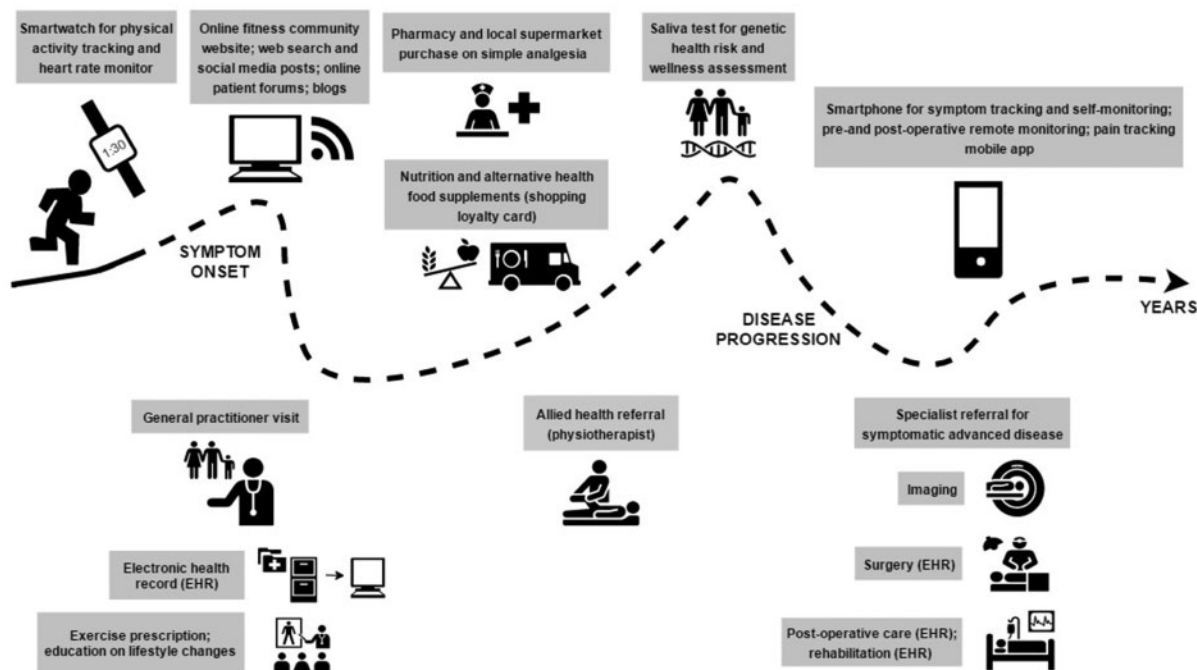 Smartwatch for physical
activity tracking and
heart rate monitor
1:30
Online fitness community
website; web search and
social media posts; online
patient forums; blogs
Pharmacy and local supermarket
purchase on simple analgesia
Nutrition and alternative health
food supplements (shopping
loyalty card)
Saliva test for genetic
health risk and
wellness assessment
Smartphone for symptom tracking and self-monitoring;
pre-and post-operative remote monitoring; pain tracking
mobile app
SYMPTOM
ONSET
DISEASE
PROGRESSION
YEARS
General practitioner visit
Electronic health
record (EHR)
Exercise prescription;
education on lifestyle changes
Allied health referral
(physiotherapist)
Specialist referral for
symptomatic advanced disease
Imaging
Surgery (EHR)
Post-operative care (EHR);
rehabilitation (EHR)